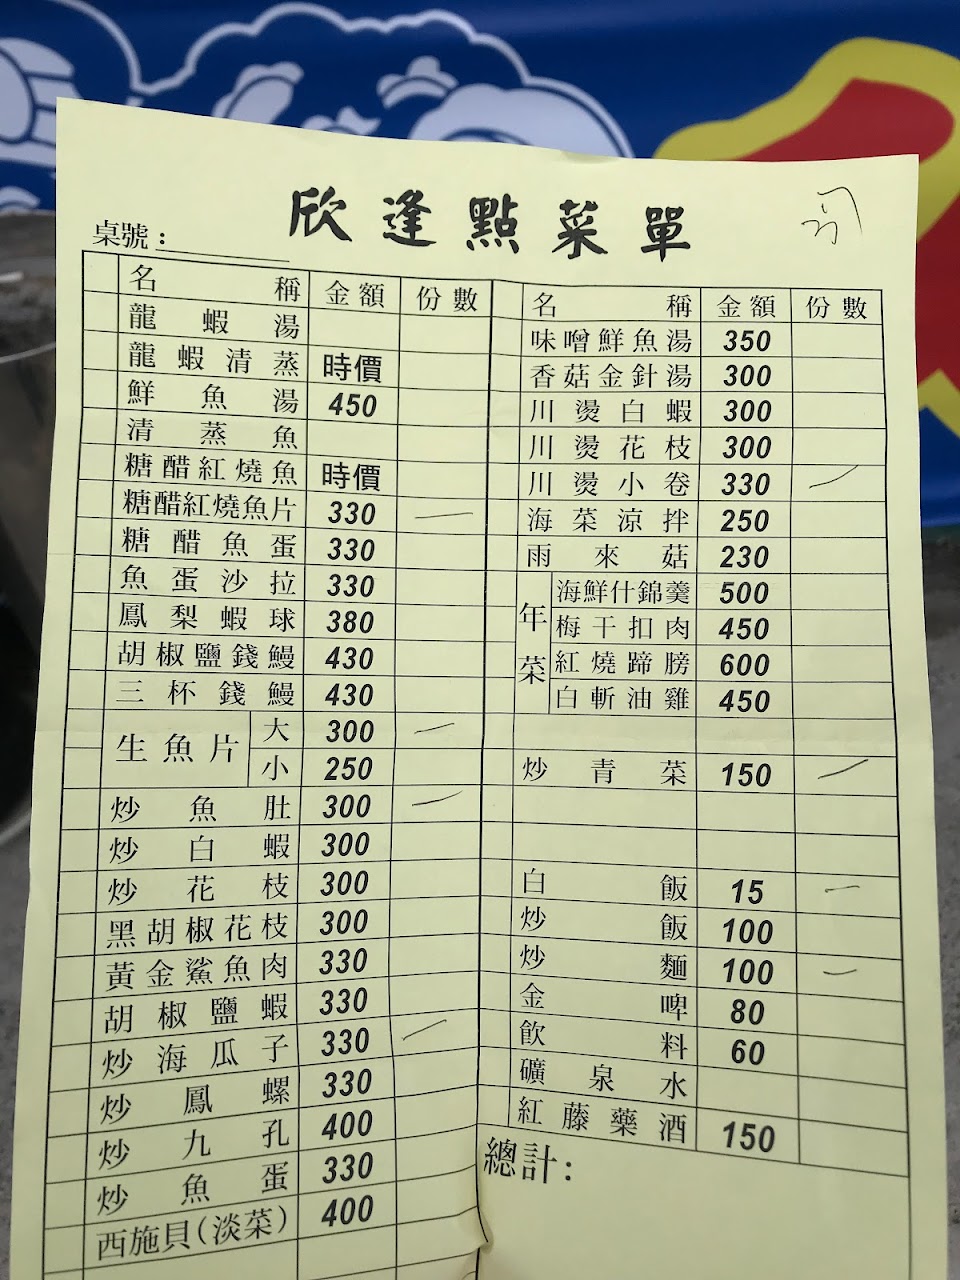 欣逢點菜單
桌號：
名稱 金額 份數
龍蝦湯
龍蝦清蒸 時價
鮮魚湯 450
清蒸魚
糖醋紅燒魚 時價
糖醋紅燒魚片 330 一
糖醋魚蛋 330
魚蛋沙拉 330
鳳梨蝦球 380
胡椒鹽錢鰻 430
三杯錢鰻 430
生魚片 大 300 一
小 250
炒魚肚 300 一
炒白蝦 300
炒花枝 300
黑胡椒花枝 300
黃金鯊魚肉 330
胡椒鹽蝦 330
炒海瓜子 330 一
炒鳳螺 330
炒九孔 400
炒魚蛋 330
西施貝(淡菜) 400
名稱 金額 份數
味噌鮮魚湯 350
香菇金針湯 300
川燙白蝦 300
川燙花枝 300
川燙小卷 330 一
海菜涼拌 250
雨來菇 230
年菜 海鮮什錦羹 500
梅干扣肉 450
紅燒蹄膀 600
白斬油雞 450
炒青菜 150 一
白飯 15 一
炒飯 100
炒麵 100 一
金啤 80
飲料 60
礦泉水
紅藤藥酒 150
總計：